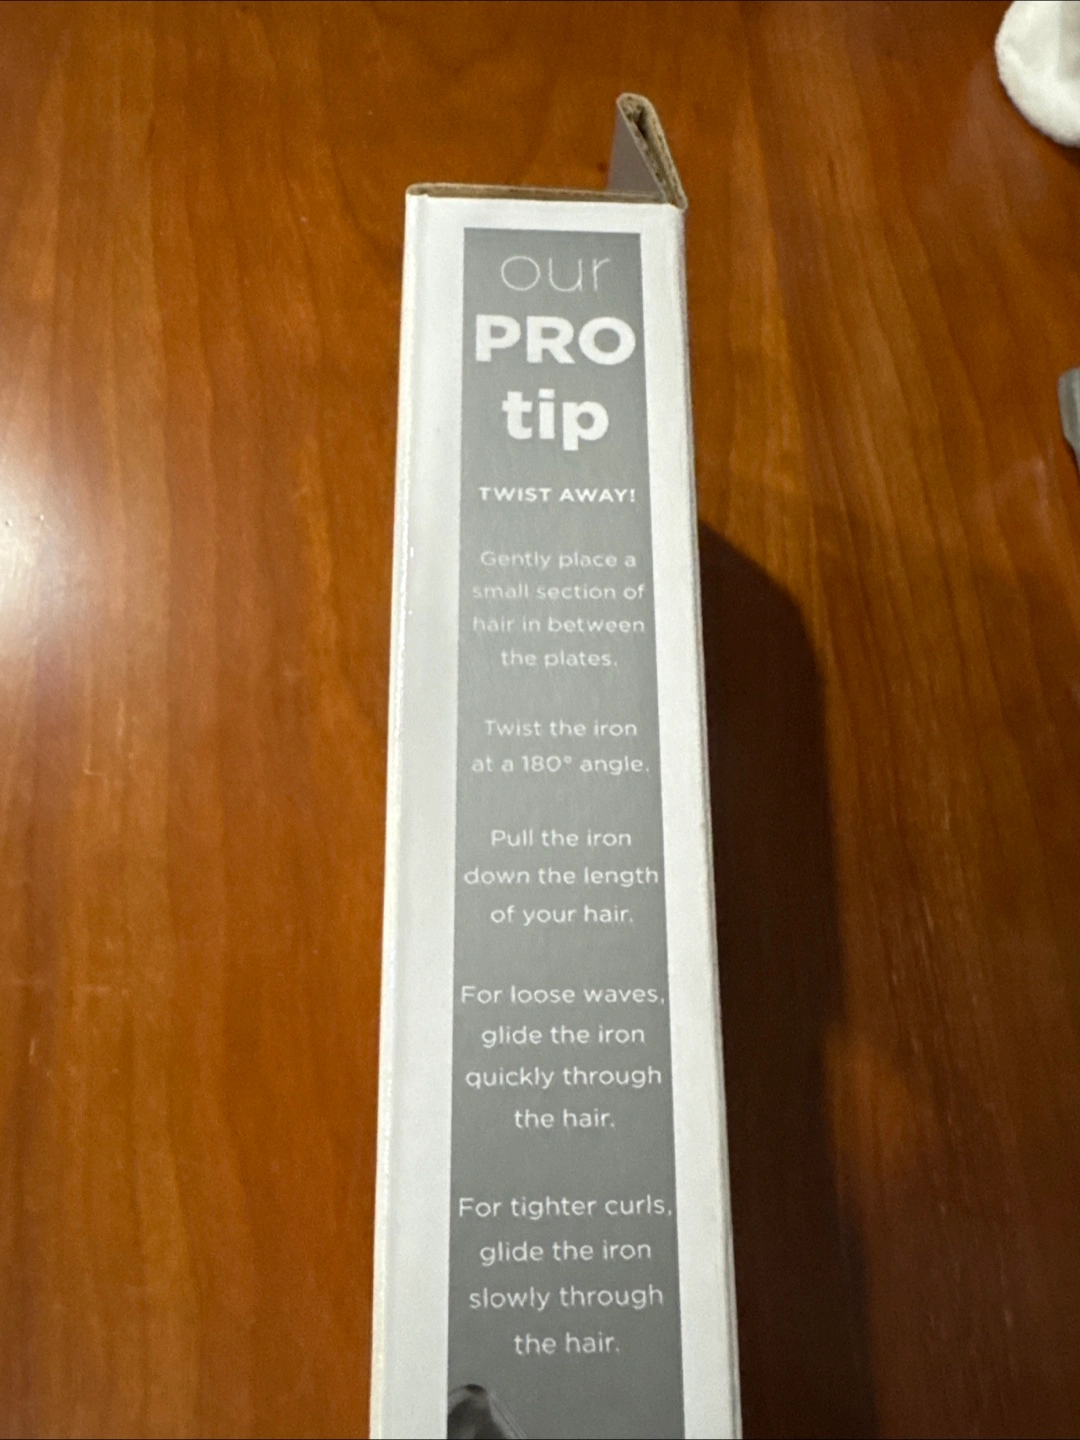 our
PRO
tip
TWIST AWAY!
Gently place a
small section of
hair in between
the plates.
Twist the iron
at a 180° angle.
Pull the iron
down the length
of your hair.
For loose waves,
glide the iron
quickly through
the hair.
For tighter curls,
glide the iron
slowly through
the hair.